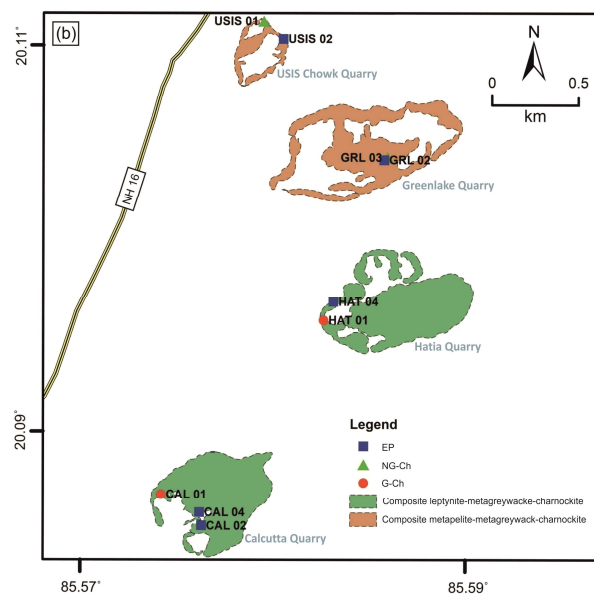 (b)
20.11°
USIS 01
USIS 02
USIS Chowk Quarry
N
0
0.5
km
GRL 03
GRL 02
Greenlake Quarry
NH 16
HAT 04
HAT 01
Hatia Quarry
20.09°
Legend
EP
NG-Ch
G-Ch
Composite leptynite-metagreywacke-charnockite
Composite metapelite-metagreywack-charnockite
CAL 01
CAL 04
CAL 02
Calcutta Quarry
85.57°
85.59°